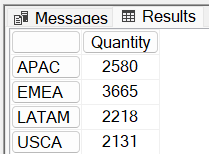 Messages Results
Quantity
APAC 2580
EMEA 3665
LATAM 2218
USCA 2131